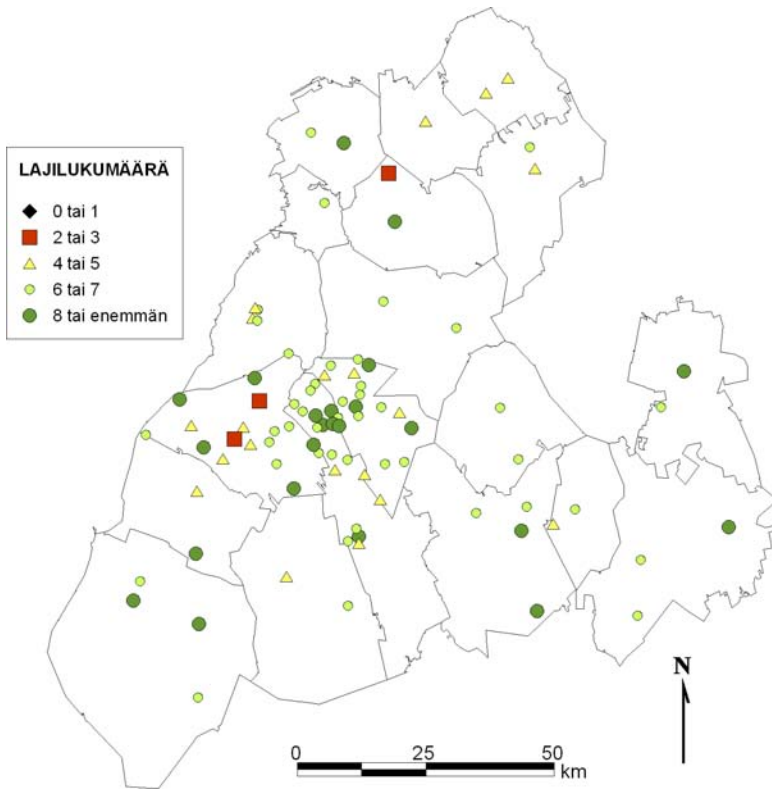 LAJILUKUMÄÄRÄ
0 tai 1
2 tai 3
4 tai 5
6 tai 7
8 tai enemmän
N
0 25 50
km